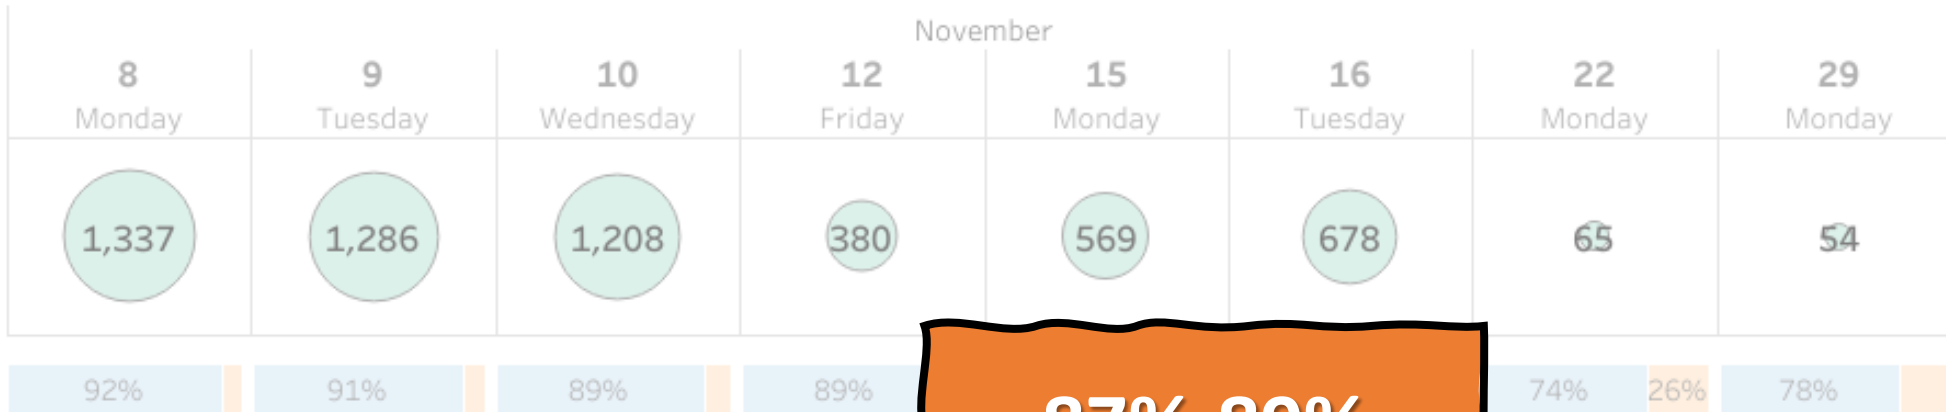 November
8 9 10 12 15 16 22 29
Monday Tuesday Wednesday Friday Monday Tuesday Monday Monday
1,337 1,286 1,208 380 569 678 65 54
92% 91% 89% 89% 74% 26% 78%